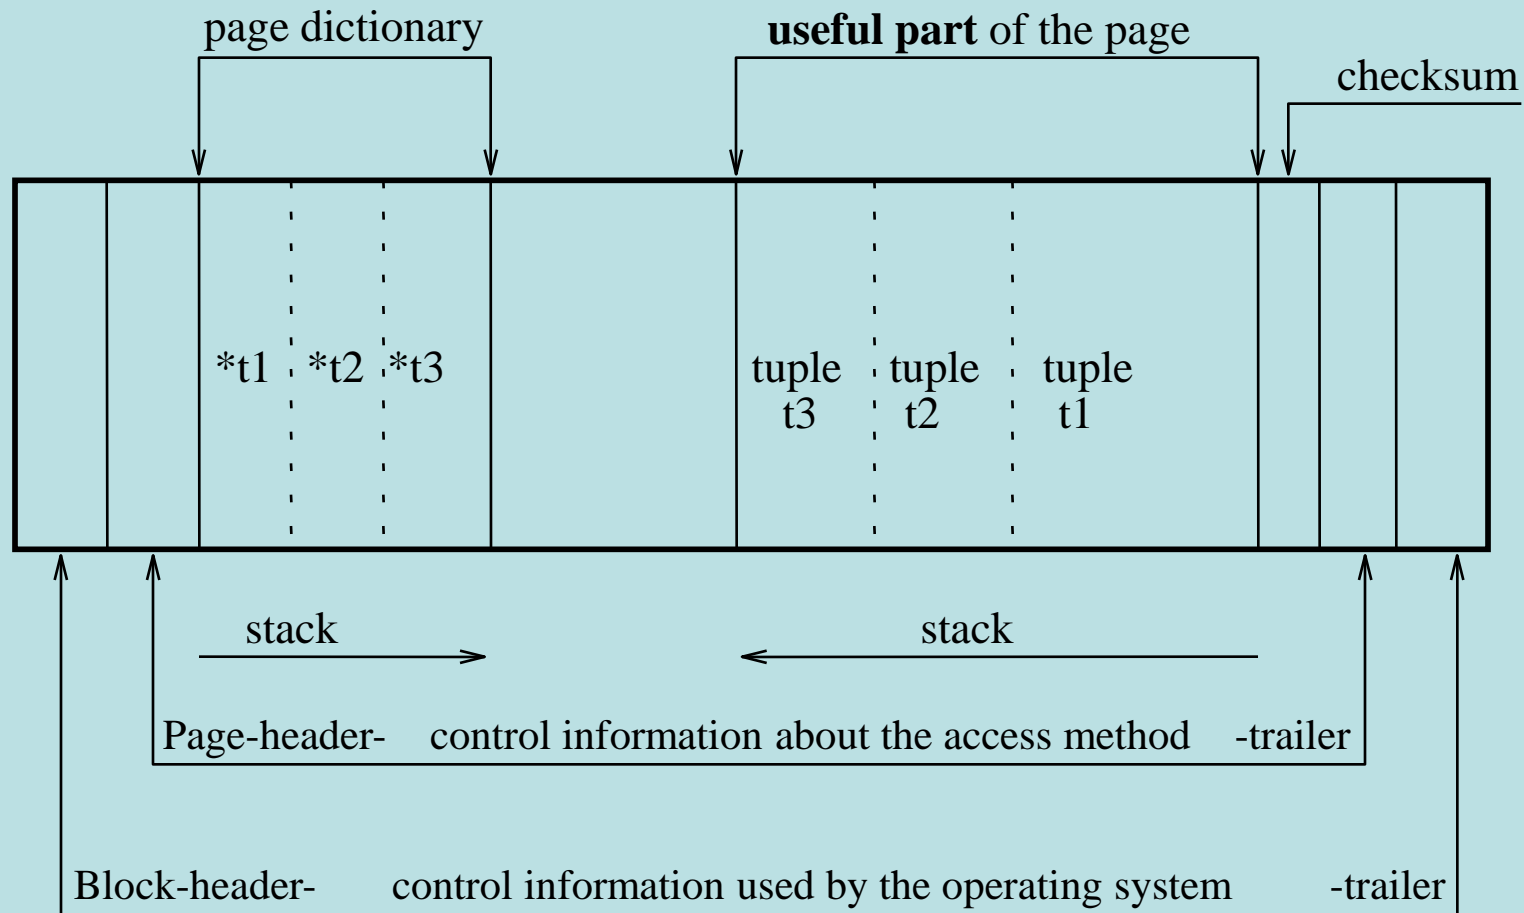 page dictionary
useful part of the page
checksum
*t1 *t2 *t3
tuple t3
tuple t2
tuple t1
stack
stack
Page-header- control information about the access method -trailer
Block-header- control information used by the operating system -trailer